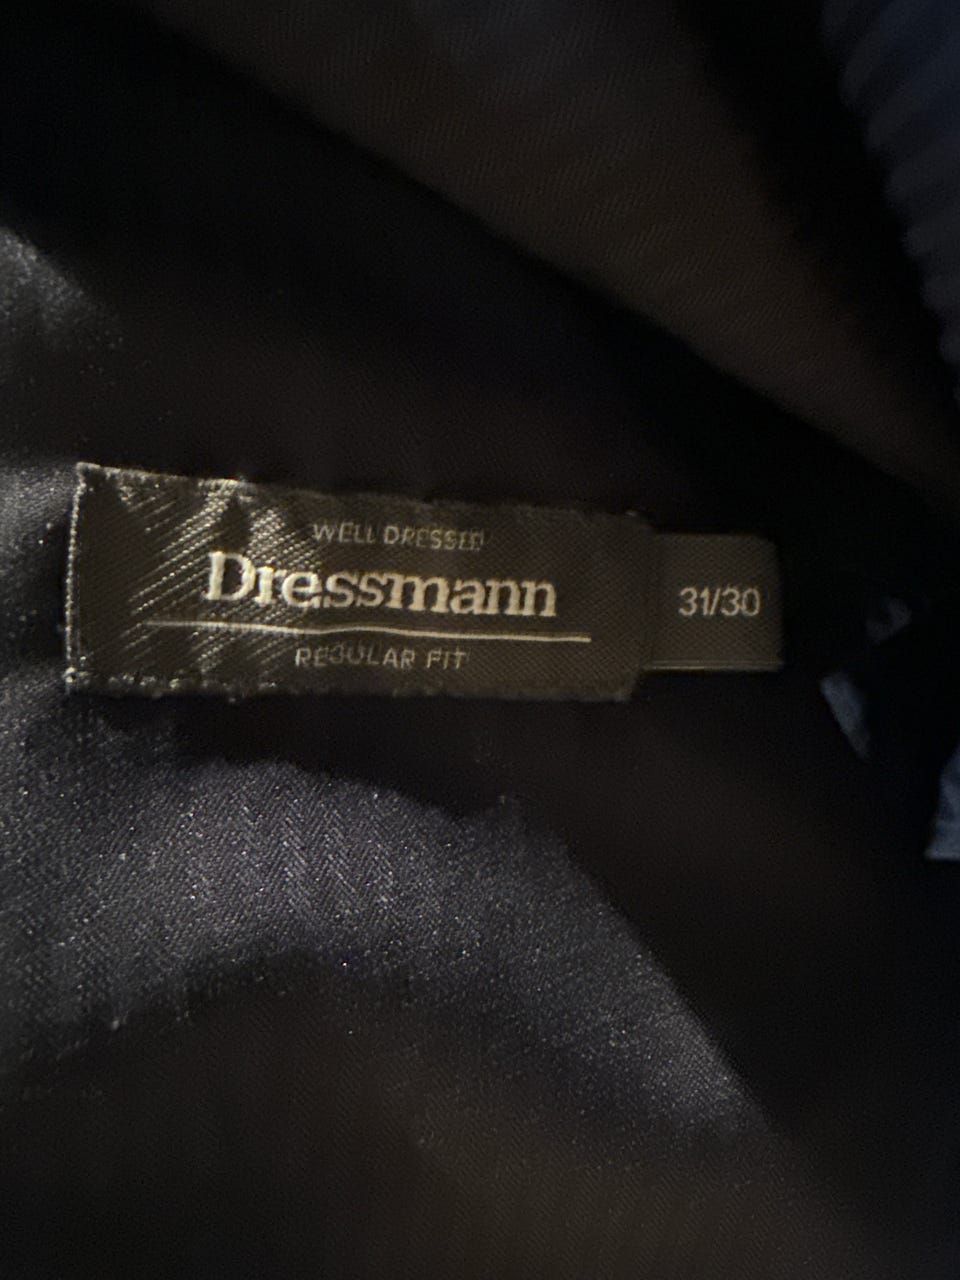 WELL DRESSED
Dressmann
REGULAR FIT
31/30